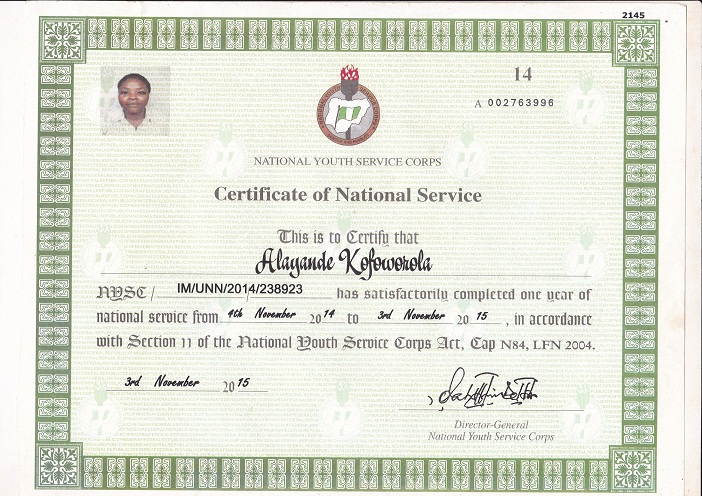 2145
14
A 002763996
NATIONAL YOUTH SERVICE CORPS
Certificate of National Service
This is to Certify that
Alayande Kofoworola
NYSC/ IM/UNN/2014/238923 has satisfactorily completed one year of
national service from 4th November 2014 to 3rd November 2015, in accordance
with Section 11 of the National Youth Service Corps Act, Cap N84, LFN 2004.
3rd November 2015
Director-General
National Youth Service Corps